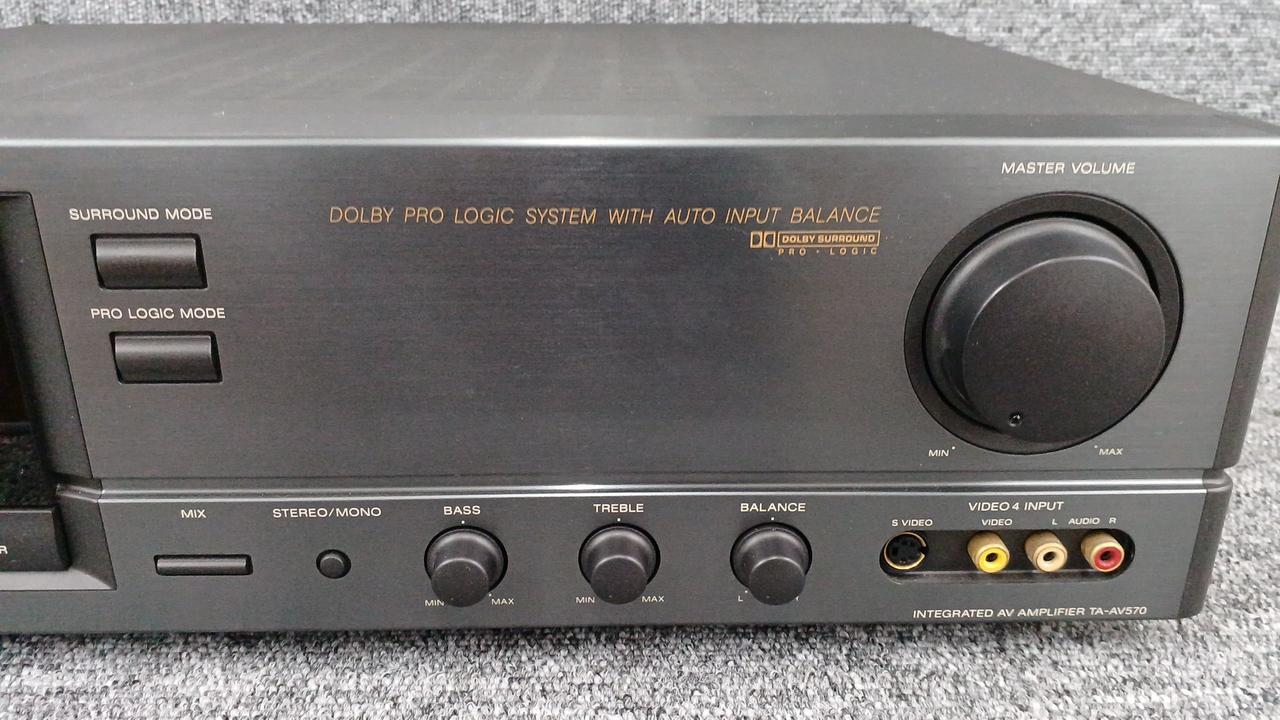 MASTER VOLUME
SURROUND MODE
DOLBY PRO LOGIC SYSTEM WITH AUTO INPUT BALANCE
DOLBY SURROUND
PRO · LOGIC
PRO LOGIC MODE
MIN MAX
MIX STEREO/MONO BASS TREBLE BALANCE VIDEO 4 INPUT
S VIDEO VIDEO L AUDIO R
R
MIN MAX MIN MAX L
INTEGRATED AV AMPLIFIER TA-AV570